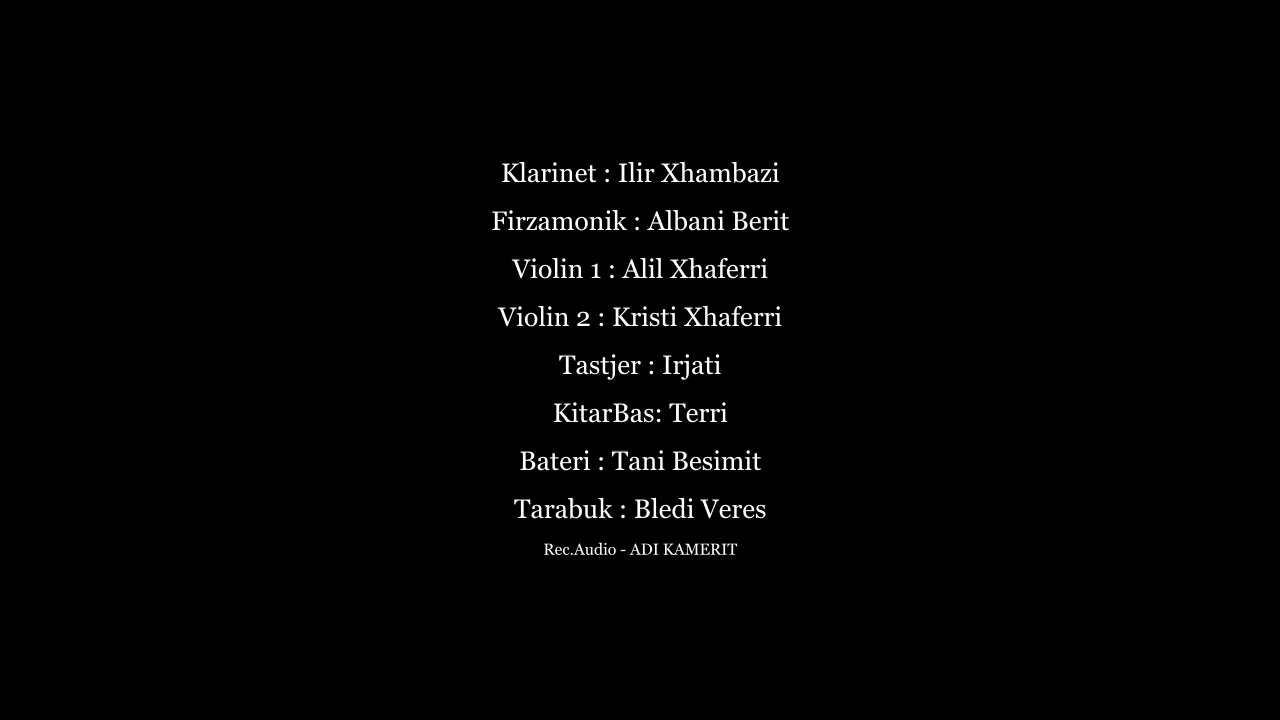 Klarinet : Ilir Xhambazi
Firzamonik : Albani Berit
Violin 1 : Alil Xhaferri
Violin 2 : Kristi Xhaferri
Tastjer : Irjati
KitarBas: Terri
Bateri : Tani Besimit
Tarabuk : Bledi Veres
Rec.Audio - ADI KAMERIT